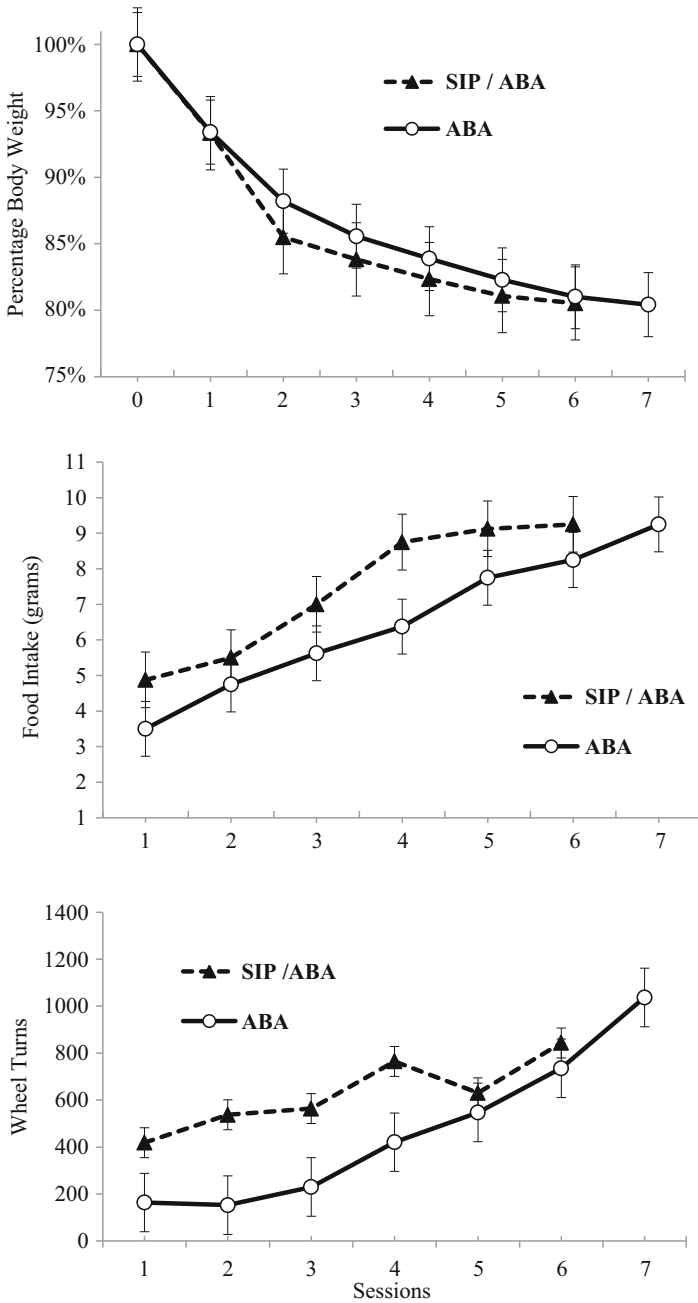 Percentage Body Weight
100%
95%
90%
85%
80%
75%
SIP / ABA
ABA
0 1 2 3 4 5 6 7
Food Intake (grams)
11
10
9
8
7
6
5
4
3
2
1
SIP / ABA
ABA
1 2 3 4 5 6 7
Wheel Turns
1400
1200
1000
800
600
400
200
0
SIP /ABA
ABA
1 2 3 4 5 6 7
Sessions